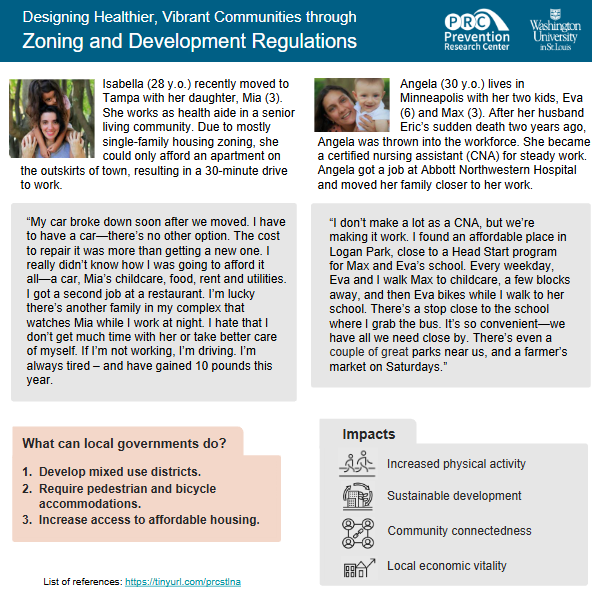 Designing Healthier, Vibrant Communities through
Zoning and Development Regulations
PRC
Prevention
Research Center
Washington
University
in St. Louis
Isabella (28 y.o.) recently moved to
Tampa with her daughter, Mia (3).
She works as health aide in a senior
living community. Due to mostly
single-family housing zoning, she
could only afford an apartment on
the outskirts of town, resulting in a 30-minute drive
to work.
Angela (30 y.o.) lives in
Minneapolis with her two kids, Eva
(6) and Max (3). After her husband
Eric's sudden death two years ago,
Angela was thrown into the workforce. She became
a certified nursing assistant (CNA) for steady work.
Angela got a job at Abbott Northwestern Hospital
and moved her family closer to her work.
“My car broke down soon after we moved. I have
to have a car—there's no other option. The cost
to repair it was more than getting a new one. I
really didn't know how I was going to afford it
all—a car, Mia's childcare, food, rent and utilities.
I got a second job at a restaurant. I'm lucky
there's another family in my complex that
watches Mia while I work at night. I hate that I
don't get much time with her or take better care
of myself. If I'm not working, I'm driving. I'm
always tired – and have gained 10 pounds this
year.
“I don't make a lot as a CNA, but we're
making it work. I found an affordable place in
Logan Park, close to a Head Start program
for Max and Eva's school. Every weekday,
Eva and I walk Max to childcare, a few blocks
away, and then Eva bikes while I walk to her
school. There's a stop close to the school
where I grab the bus. It's so convenient—we
have all we need close by. There's even a
couple of great parks near us, and a farmer's
market on Saturdays.”
What can local governments do?
1. Develop mixed use districts.
2. Require pedestrian and bicycle
accommodations.
3. Increase access to affordable housing.
Impacts
Increased physical activity
Sustainable development
Community connectedness
Local economic vitality
List of references: https://tinyurl.com/prcstlna